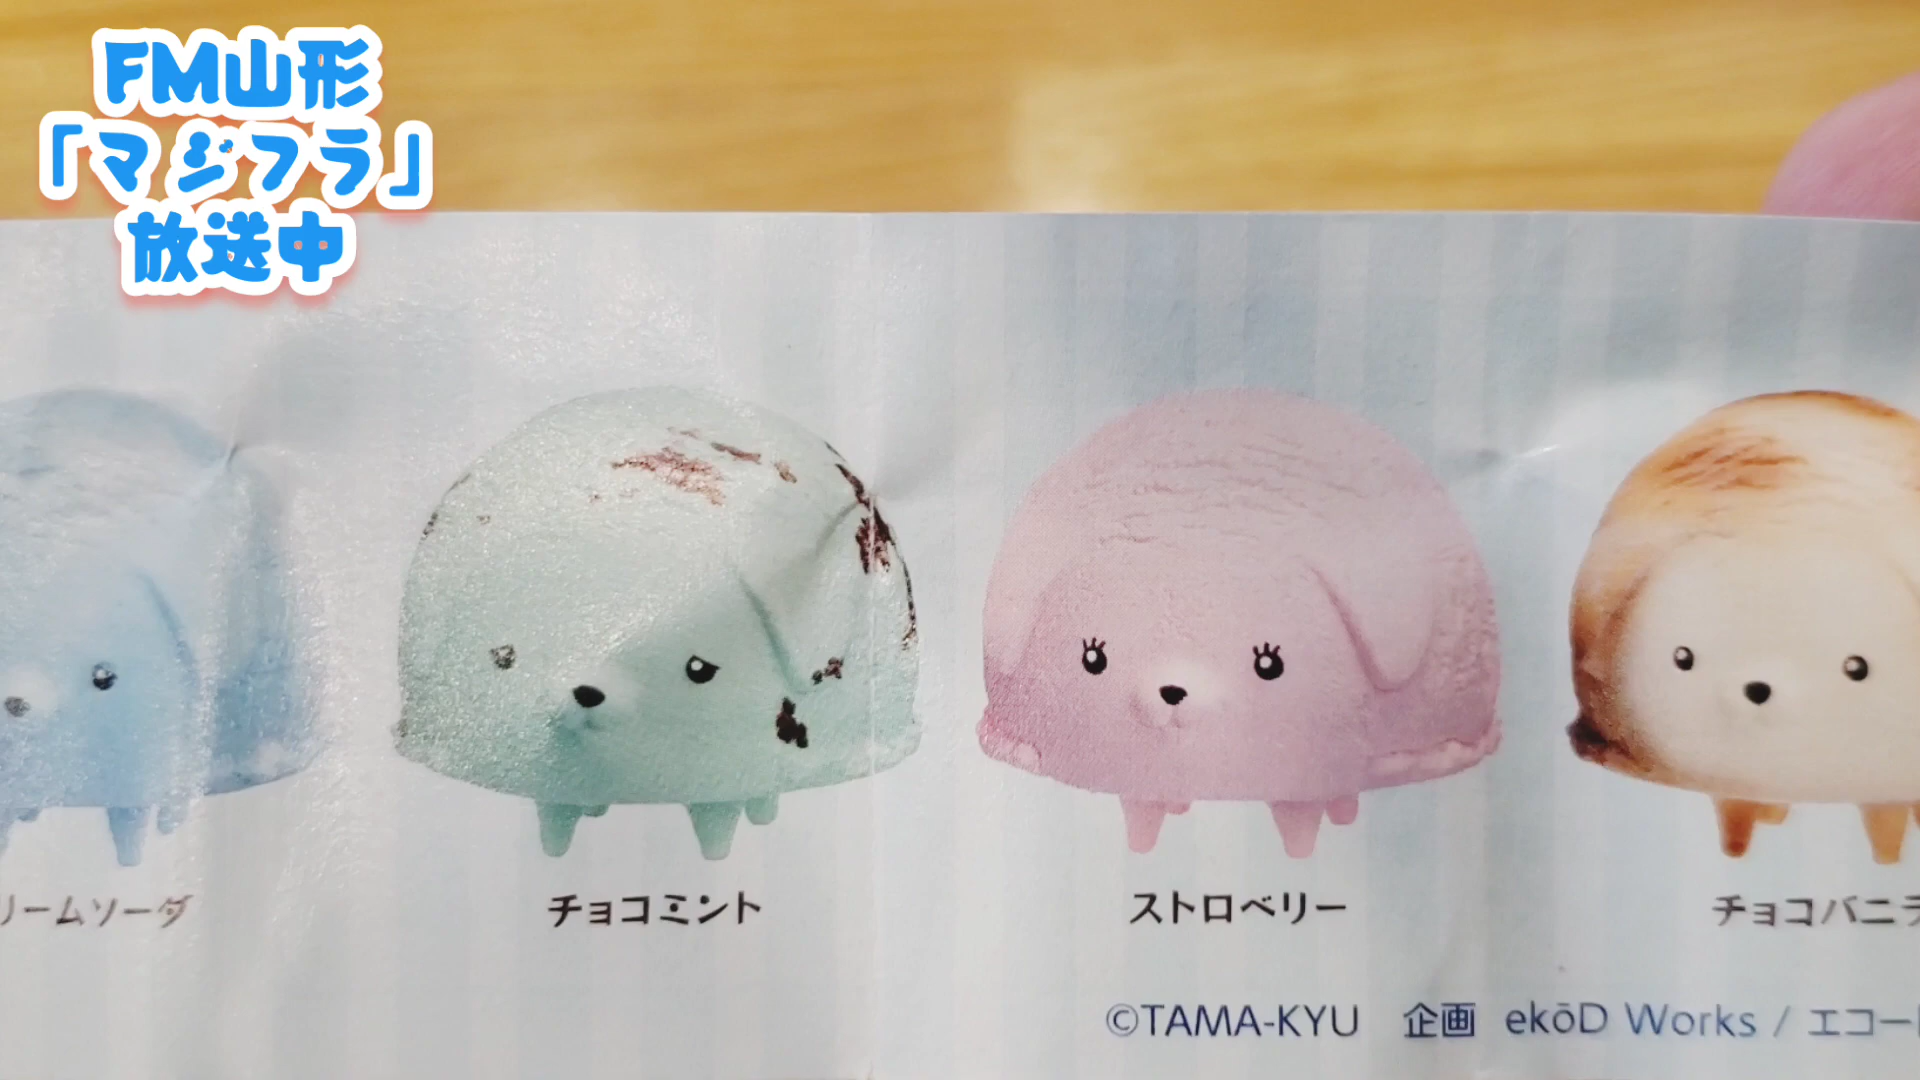 FM山形
「マジフラ」
放送中
リームソーダ
チョコミント
ストロベリー
チョコバニラ
©TAMA-KYU 企画 ekōD Works / エコー